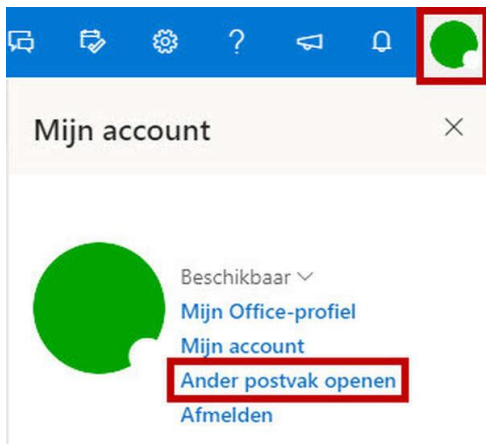 Mijn account
Beschikbaar
Mijn Office-profiel
Mijn account
Ander postvak openen
Afmelden